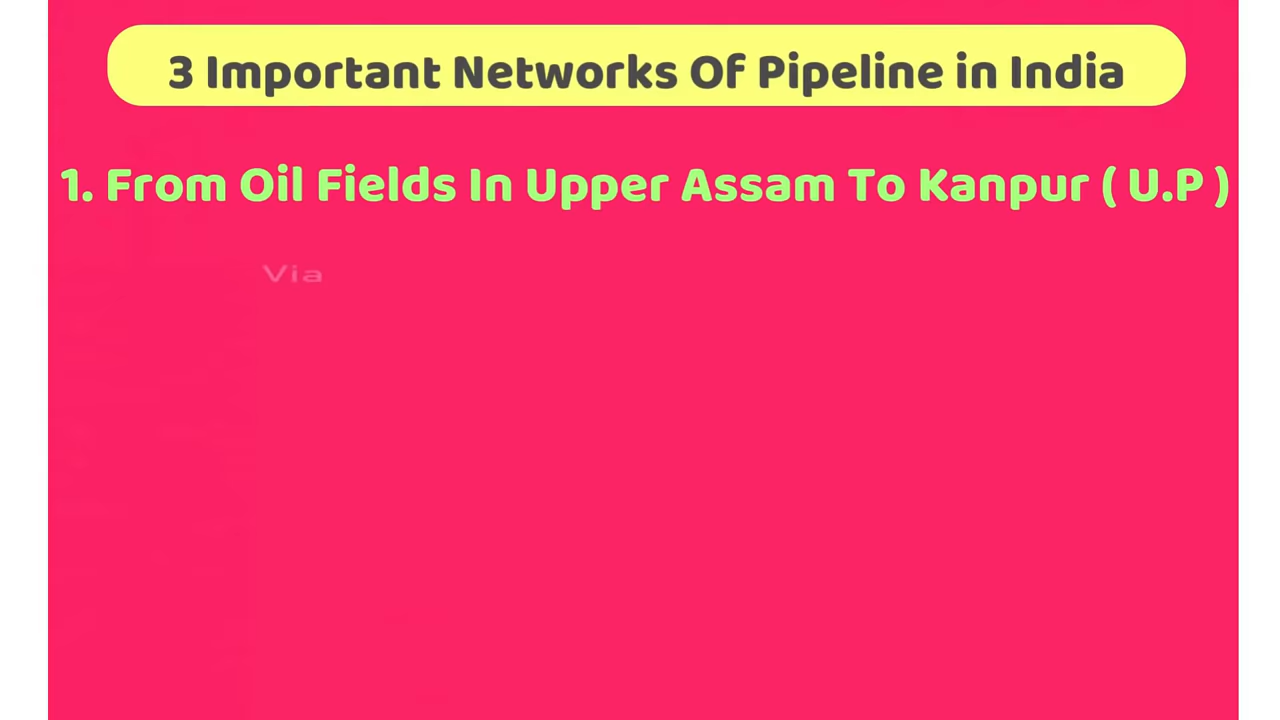 3 Important Networks Of Pipeline in India
1. From Oil Fields In Upper Assam To Kanpur ( U.P )
Via